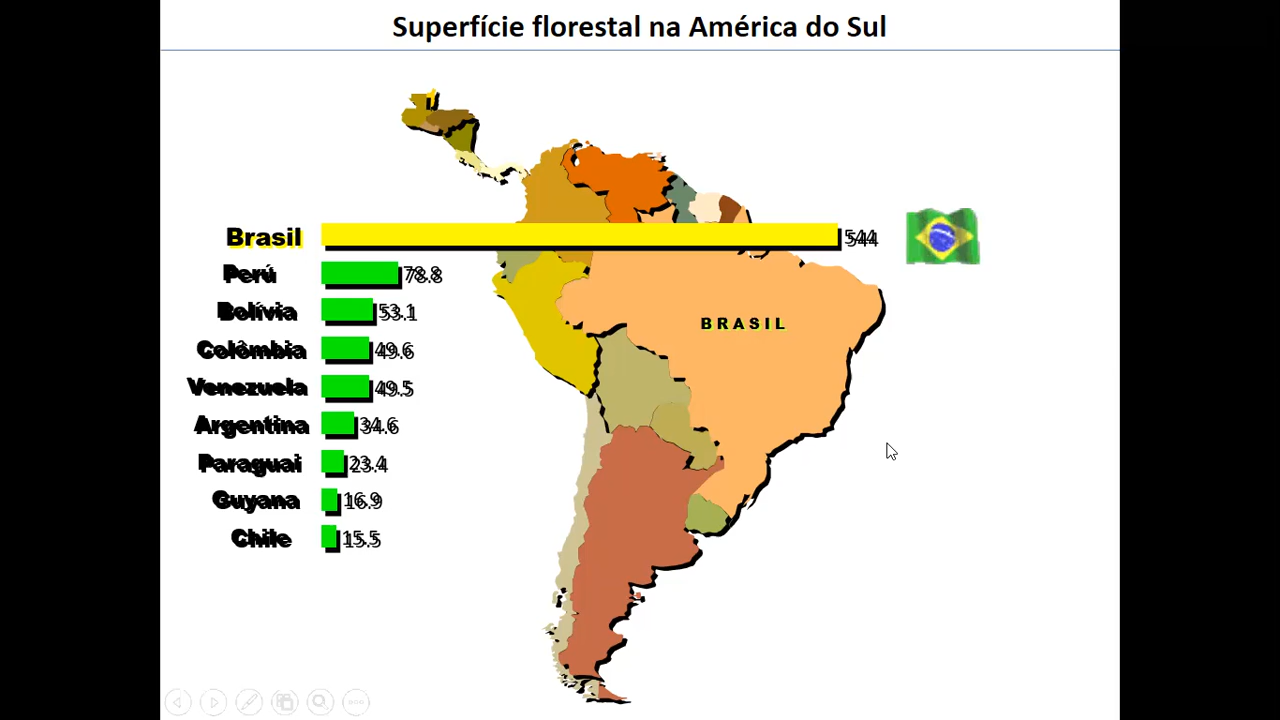 Superfície florestal na América do Sul
Brasil 544
BRASIL
Perú 78.8
Bolívia 53.1
Colômbia 49.6
Venezuela 49.5
Argentina 34.6
Paraguai 23.4
Guyana 16.9
Chile 15.5